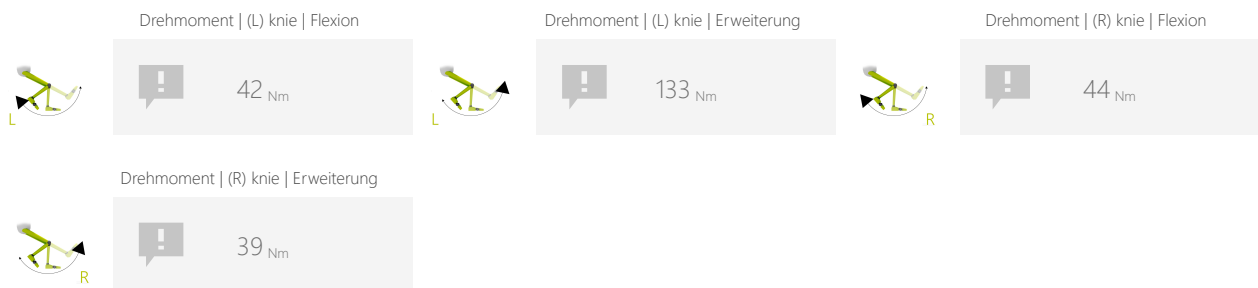 Drehmoment | (L) knie | Flexion
42 Nm
L
Drehmoment | (L) knie | Erweiterung
133 Nm
L
Drehmoment | (R) knie | Flexion
44 Nm
R
Drehmoment | (R) knie | Erweiterung
39 Nm
R